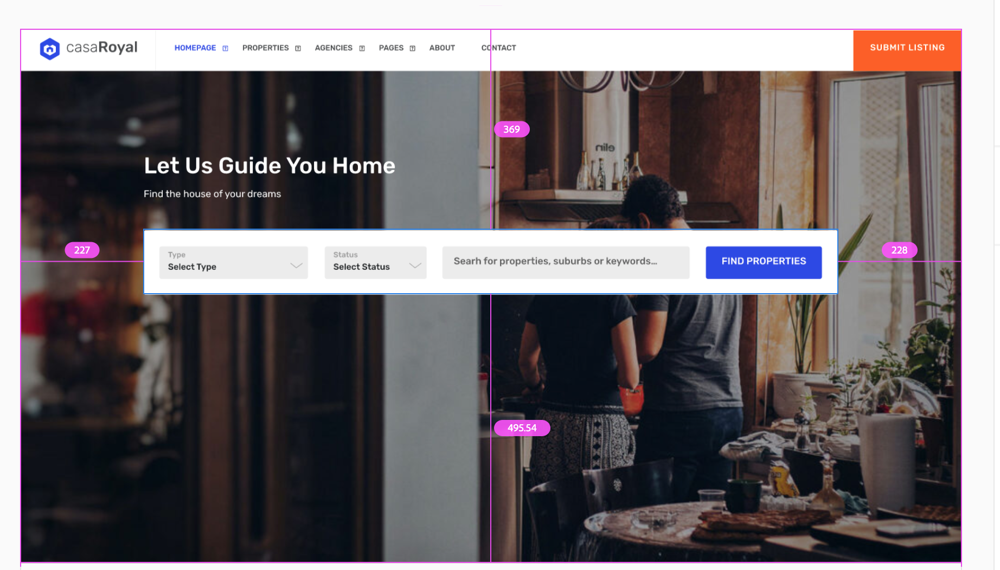 casaRoyal
HOMEPAGE PROPERTIES AGENCIES PAGES ABOUT CONTACT
SUBMIT LISTING
369
elin
Let Us Guide You Home
Find the house of your dreams
227
228
Type
Select Type
Status
Select Status
Searh for properties, suburbs or keywords...
FIND PROPERTIES
495.54